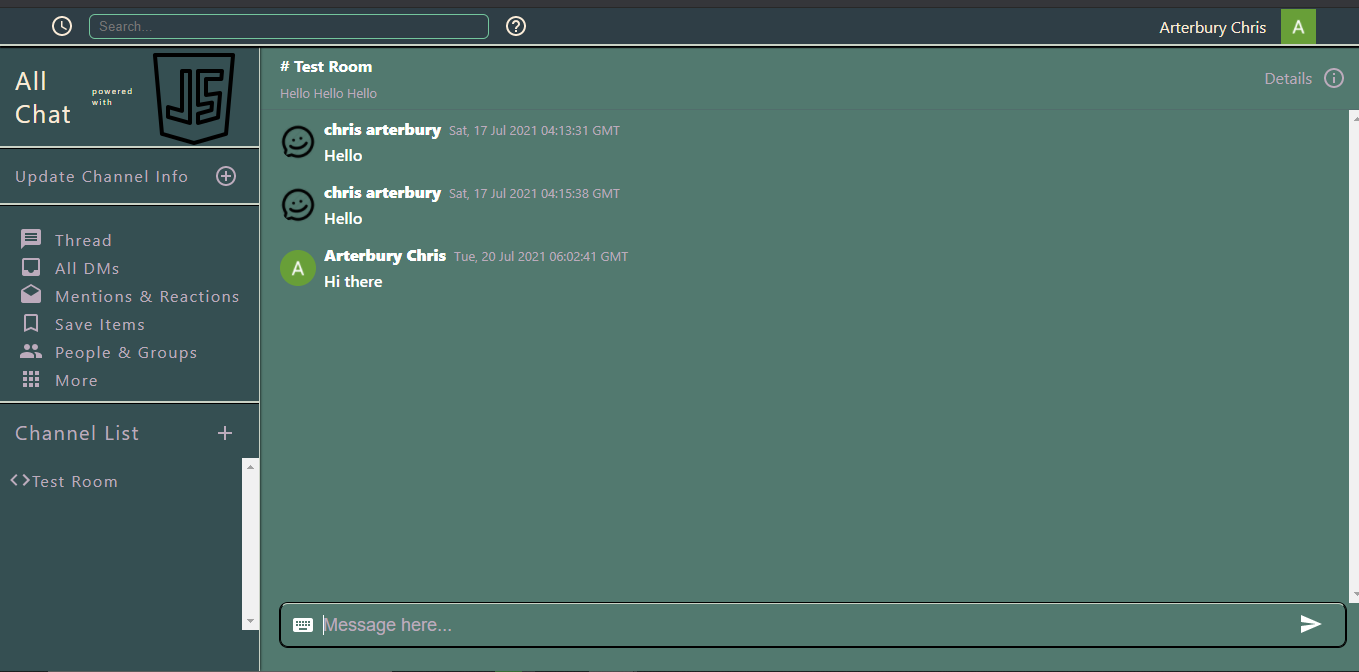 Search...
Arterbury Chris
A
All
Chat
powered
with
JS
Update Channel Info
Thread
All DMs
Mentions & Reactions
Save Items
People & Groups
More
Channel List
Test Room
# Test Room
Hello Hello Hello
Details
chris arterbury Sat, 17 Jul 2021 04:13:31 GMT
Hello
chris arterbury Sat, 17 Jul 2021 04:15:38 GMT
Hello
A
Arterbury Chris Tue, 20 Jul 2021 06:02:41 GMT
Hi there
Message here...